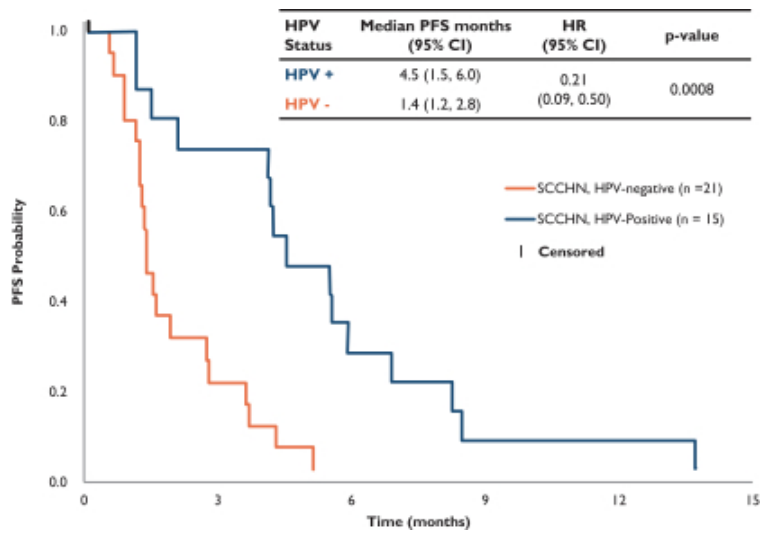 HPV Status
Median PFS months (95% CI)
HR (95% CI)
p-value
HPV +
4.5 (1.5, 6.0)
0.21 (0.09, 0.50)
0.0008
HPV -
1.4 (1.2, 2.8)
SCCHN, HPV-negative (n =21)
SCCHN, HPV-Positive (n = 15)
| Censored
PFS Probability
1.0
0.8
0.6
0.4
0.2
0.0
0
3
6
9
12
15
Time (months)